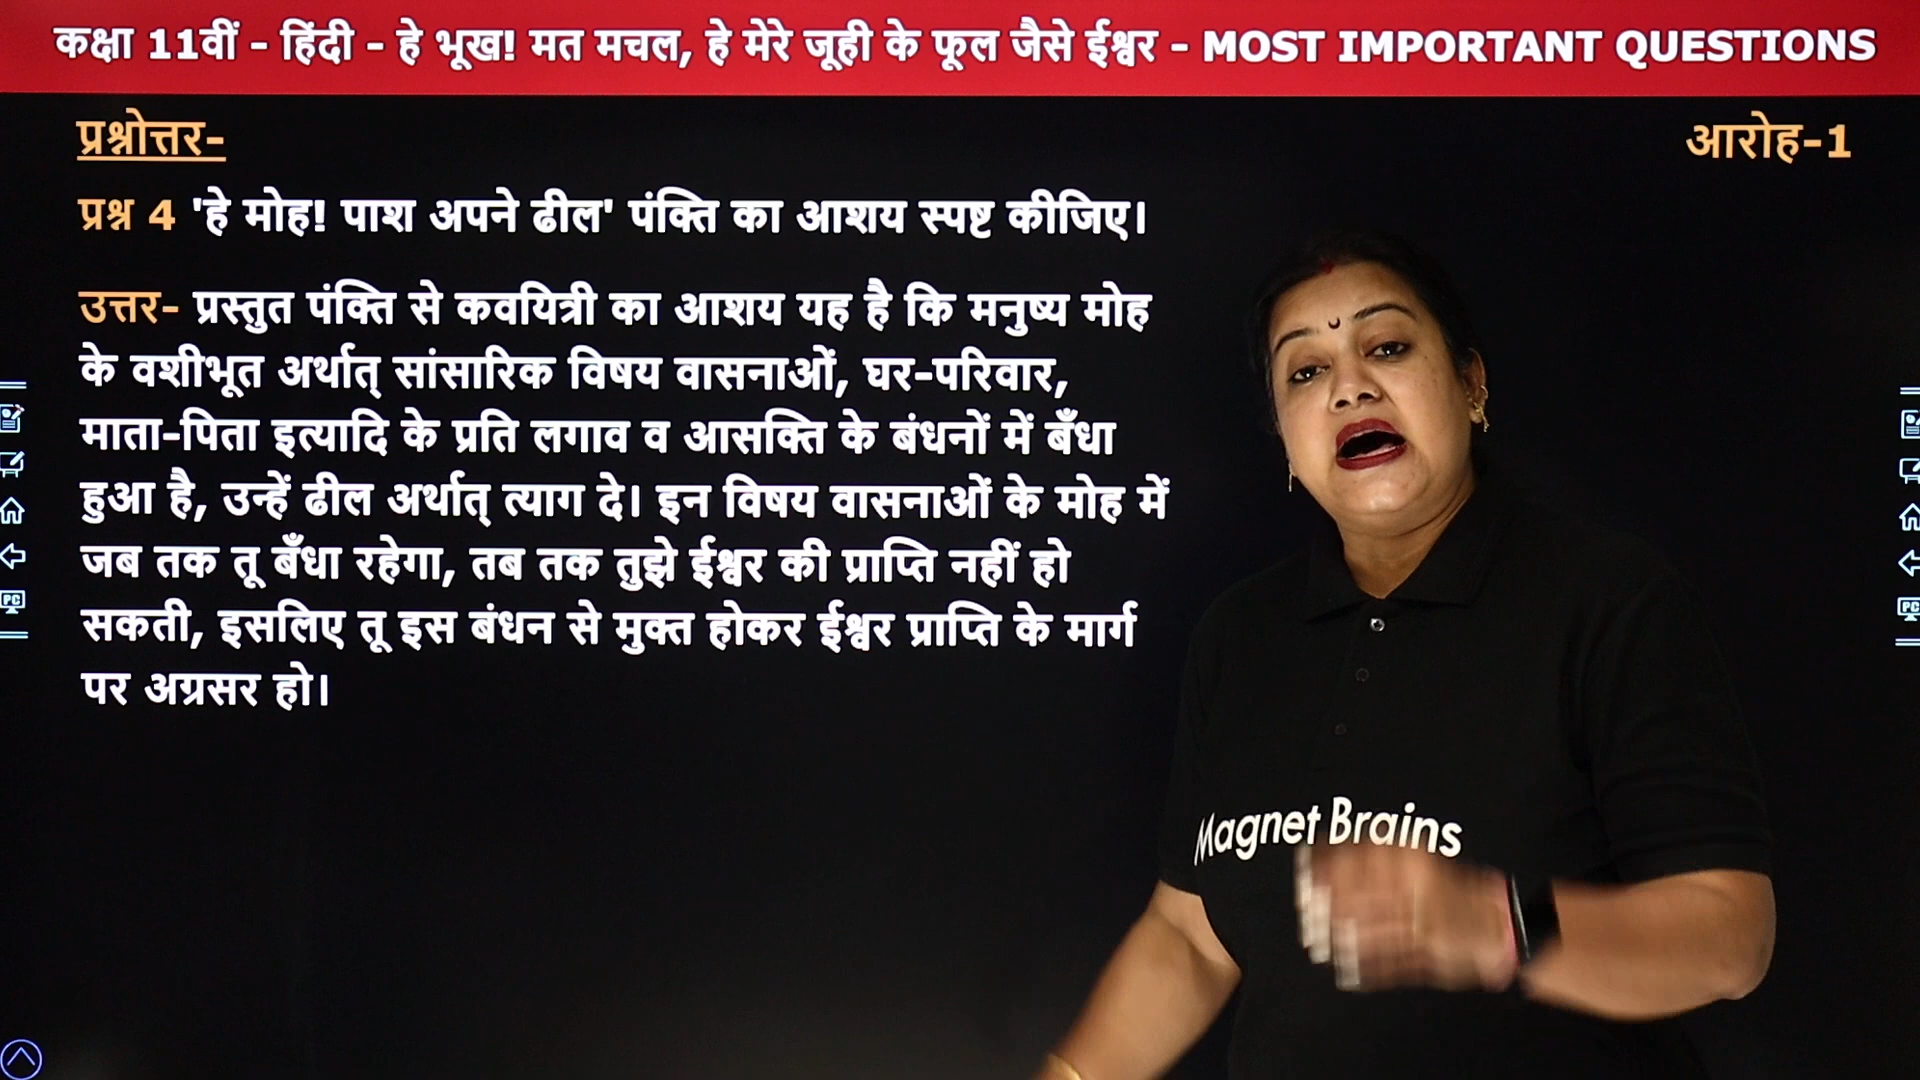 कक्षा 11वीं - हिंदी - हे भूख! मत मचल, हे मेरे जूही के फूल जैसे ईश्वर - MOST IMPORTANT QUESTIONS
प्रश्नोत्तर-
आरोह-1
प्रश्न 4 'हे मोह! पाश अपने ढील' पंक्ति का आशय स्पष्ट कीजिए।
उत्तर- प्रस्तुत पंक्ति से कवयित्री का आशय यह है कि मनुष्य मोह
के वशीभूत अर्थात् सांसारिक विषय वासनाओं, घर-परिवार,
माता-पिता इत्यादि के प्रति लगाव व आसक्ति के बंधनों में बँधा
हुआ है, उन्हें ढील अर्थात् त्याग दे। इन विषय वासनाओं के मोह में
जब तक तू बँधा रहेगा, तब तक तुझे ईश्वर की प्राप्ति नहीं हो
सकती, इसलिए तू इस बंधन से मुक्त होकर ईश्वर प्राप्ति के मार्ग
पर अग्रसर हो।
Magnet Brains
PC
PC